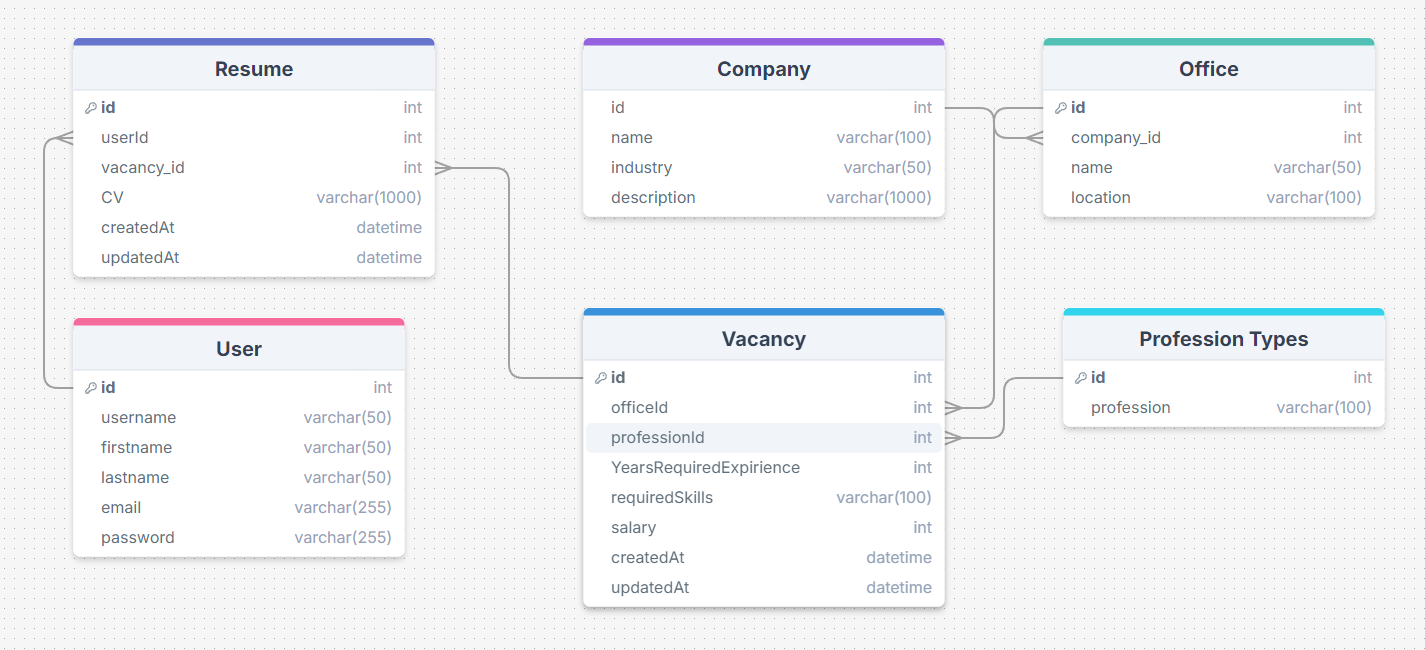 Resume
id int
userId int
vacancy_id int
CV varchar(1000)
createdAt datetime
updatedAt datetime
Company
id int
name varchar(100)
industry varchar(50)
description varchar(1000)
Office
id int
company_id int
name varchar(50)
location varchar(100)
User
id int
username varchar(50)
firstname varchar(50)
lastname varchar(50)
email varchar(255)
password varchar(255)
Vacancy
id int
officeId int
professionId int
YearsRequiredExpirience int
requiredSkills varchar(100)
salary int
createdAt datetime
updatedAt datetime
Profession Types
id int
profession varchar(100)